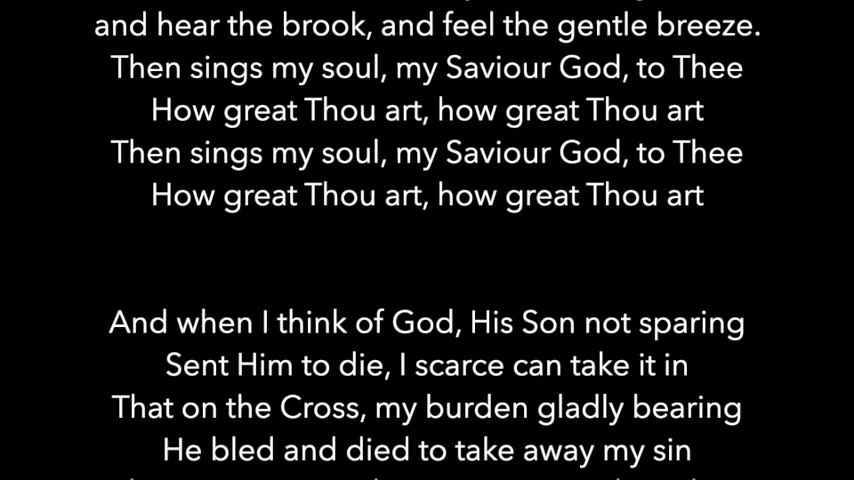 and hear the brook, and feel the gentle breeze.
Then sings my soul, my Saviour God, to Thee
How great Thou art, how great Thou art
Then sings my soul, my Saviour God, to Thee
How great Thou art, how great Thou art
And when I think of God, His Son not sparing
Sent Him to die, I scarce can take it in
That on the Cross, my burden gladly bearing
He bled and died to take away my sin